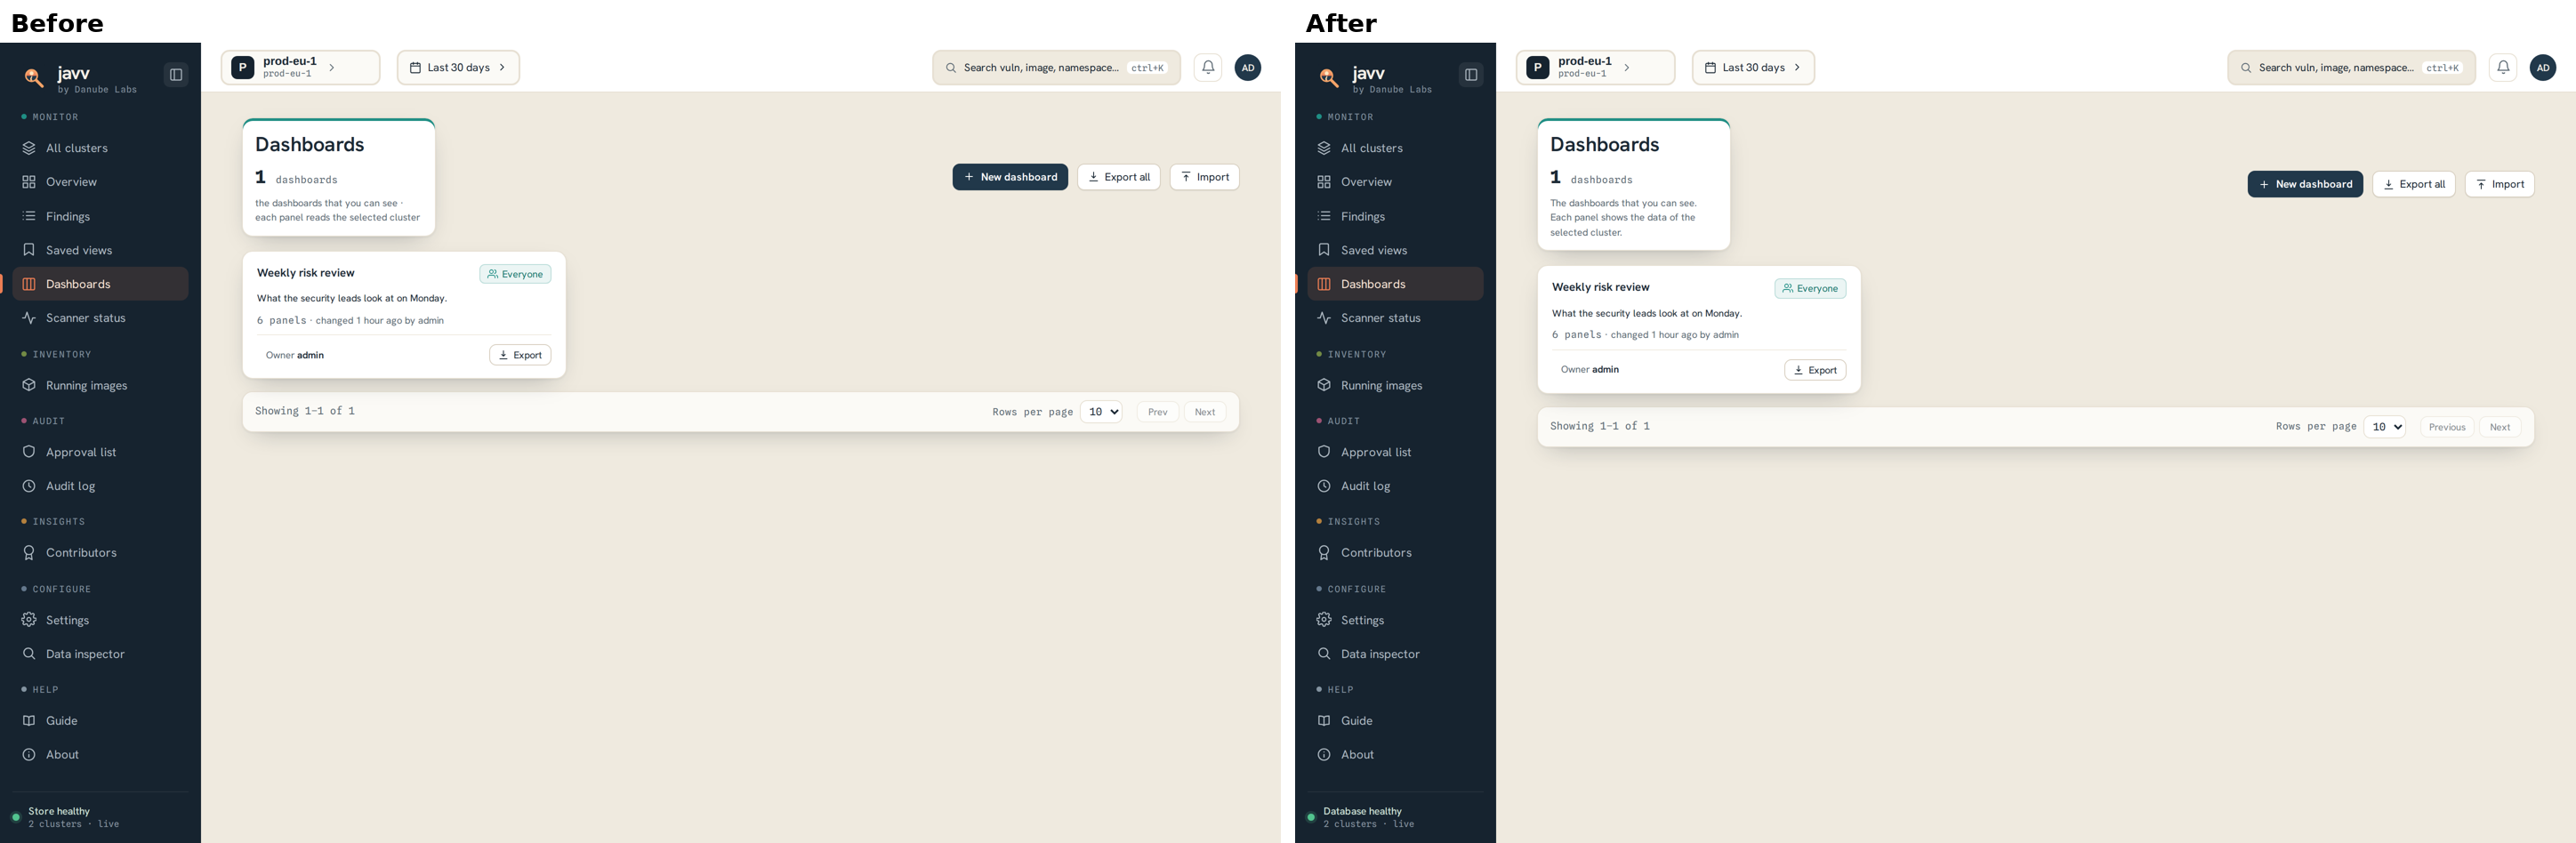 Before
javv
by Danube Labs
MONITOR
All clusters
Overview
Findings
Saved views
Dashboards
Scanner status
INVENTORY
Running images
AUDIT
Approval list
Audit log
INSIGHTS
Contributors
CONFIGURE
Settings
Data inspector
HELP
Guide
About
Store healthy
2 clusters · live
P
prod-eu-1
prod-eu-1
Last 30 days
Search vuln, image, namespace... ctrl+K
AD
Dashboards
1 dashboards
the dashboards that you can see ·
each panel reads the selected cluster
New dashboard
Export all
Import
Weekly risk review
Everyone
What the security leads look at on Monday.
6 panels · changed 1 hour ago by admin
Owner admin
Export
Showing 1–1 of 1
Rows per page 10
Prev
Next
After
javv
by Danube Labs
MONITOR
All clusters
Overview
Findings
Saved views
Dashboards
Scanner status
INVENTORY
Running images
AUDIT
Approval list
Audit log
INSIGHTS
Contributors
CONFIGURE
Settings
Data inspector
HELP
Guide
About
Database healthy
2 clusters · live
P
prod-eu-1
prod-eu-1
Last 30 days
Search vuln, image, namespace... ctrl+K
AD
Dashboards
1 dashboards
The dashboards that you can see.
Each panel shows the data of the
selected cluster.
New dashboard
Export all
Import
Weekly risk review
Everyone
What the security leads look at on Monday.
6 panels · changed 1 hour ago by admin
Owner admin
Export
Showing 1–1 of 1
Rows per page 10
Previous
Next